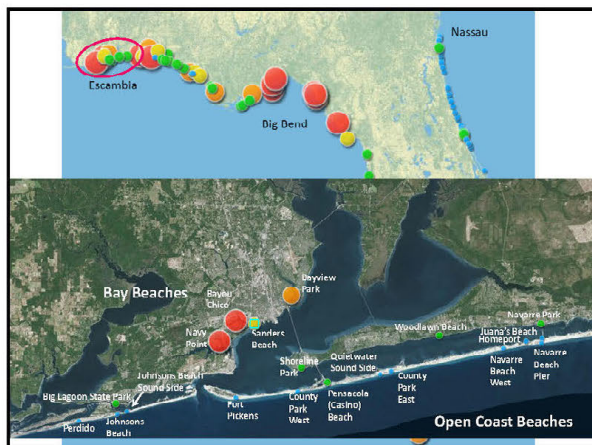 Nassau
Escambia
Big Bend
Bay Beaches
Bayview
Park
Bayou
Chico
Navy
Point
Sanders
Beach
Navarre Park
Woodlawn Beach
Juana's Beach
Homeport
Shoreline
Park
Quietwater
Sound Side
Johnsons Beach
Sound Side
Navarre
Beach
West
Navarre
Beach
Pier
County
Park
East
Big Lagoon State Park
Fort
Pickens
County
Park
West
Pensacola
(Casino)
Beach
Perdido
Johnsons
Beach
Open Coast Beaches